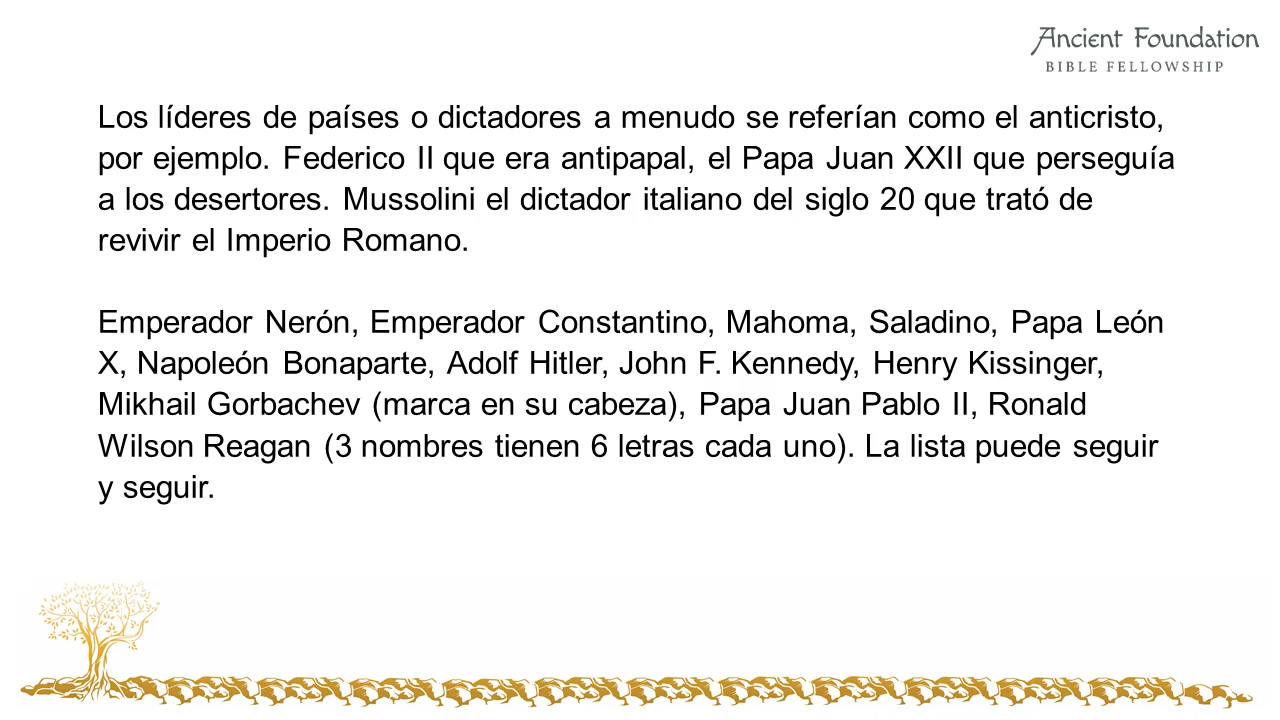 Ancient Foundation
BIBLE FELLOWSHIP
Los líderes de países o dictadores a menudo se referían como el anticristo,
por ejemplo. Federico II que era antipapal, el Papa Juan XXII que perseguía
a los desertores. Mussolini el dictador italiano del siglo 20 que trató de
revivir el Imperio Romano.
Emperador Nerón, Emperador Constantino, Mahoma, Saladino, Papa León
X, Napoleón Bonaparte, Adolf Hitler, John F. Kennedy, Henry Kissinger,
Mikhail Gorbachev (marca en su cabeza), Papa Juan Pablo II, Ronald
Wilson Reagan (3 nombres tienen 6 letras cada uno). La lista puede seguir
y seguir.